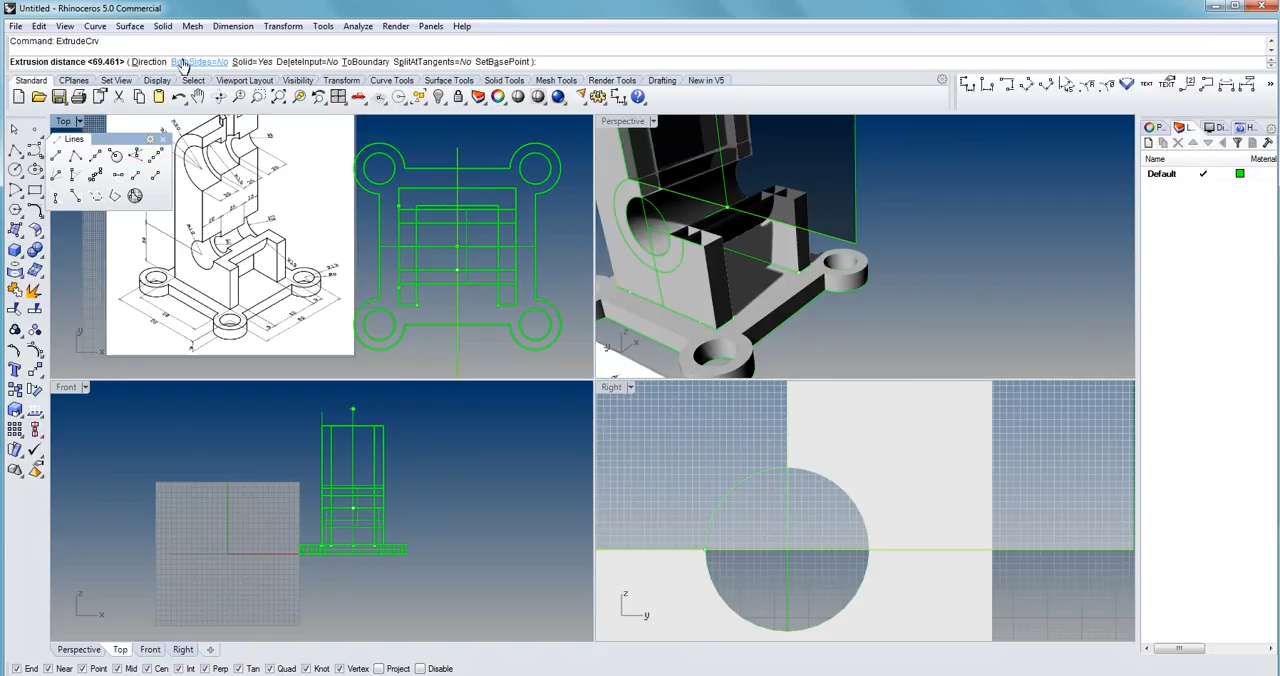 Untitled - Rhinoceros 5.0 Commercial
File Edit View Curve Surface Solid Mesh Dimension Transform Tools Analyze Render Panels Help
Command: ExtrudeCrv
Extrusion distance <69.461> ( Direction BothSides=No Solid=Yes DeleteInput=No ToBoundary SplitAtTangents=No SetBasePoint ):
Standard CPlanes Set View Display Select Viewport Layout Visibility Transform Curve Tools Surface Tools Solid Tools Mesh Tools Render Tools Drafting New in V5
TEXT TEXT
Top
Perspective
P... L... Di... H...
Lines
Name Material
Default
y
x
z
y x
Front
Right
z
x
z
y
Perspective Top Front Right
End Near Point Mid Cen Int Perp Tan Quad Knot Vertex Project Disable